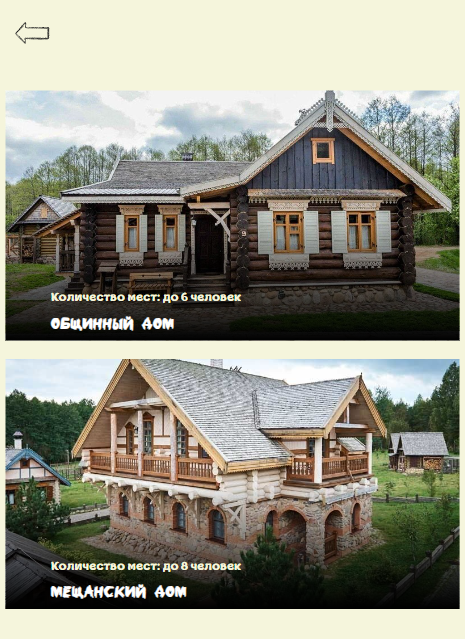 Количество мест: до 6 человек
ОБЩИННЫЙ ДОМ
Количество мест: до 8 человек
МЕЩАНСКИЙ ДОМ